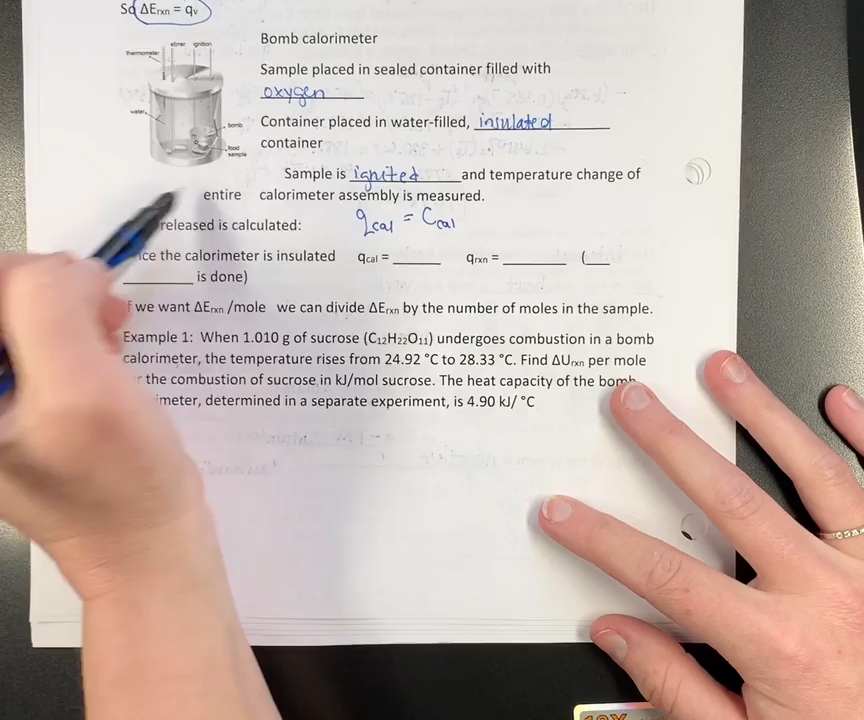 So ΔErxn = qv
Bomb calorimeter
thermometer stirrer ignition
Sample placed in sealed container filled with
oxygen
water
bomb
food
sample
Container placed in water-filled, insulated
container
Sample is ignited and temperature change of
entire calorimeter assembly is measured.
released is calculated: qcal = Ccal
ice the calorimeter is insulated qcal = ______ qrxn = ________ (___
_________ is done)
f we want ΔErxn /mole we can divide ΔErxn by the number of moles in the sample.
Example 1: When 1.010 g of sucrose (C12H22O11) undergoes combustion in a bomb
calorimeter, the temperature rises from 24.92 °C to 28.33 °C. Find ΔUrxn per mole
r the combustion of sucrose in kJ/mol sucrose. The heat capacity of the bomb
imeter, determined in a separate experiment, is 4.90 kJ/ °C